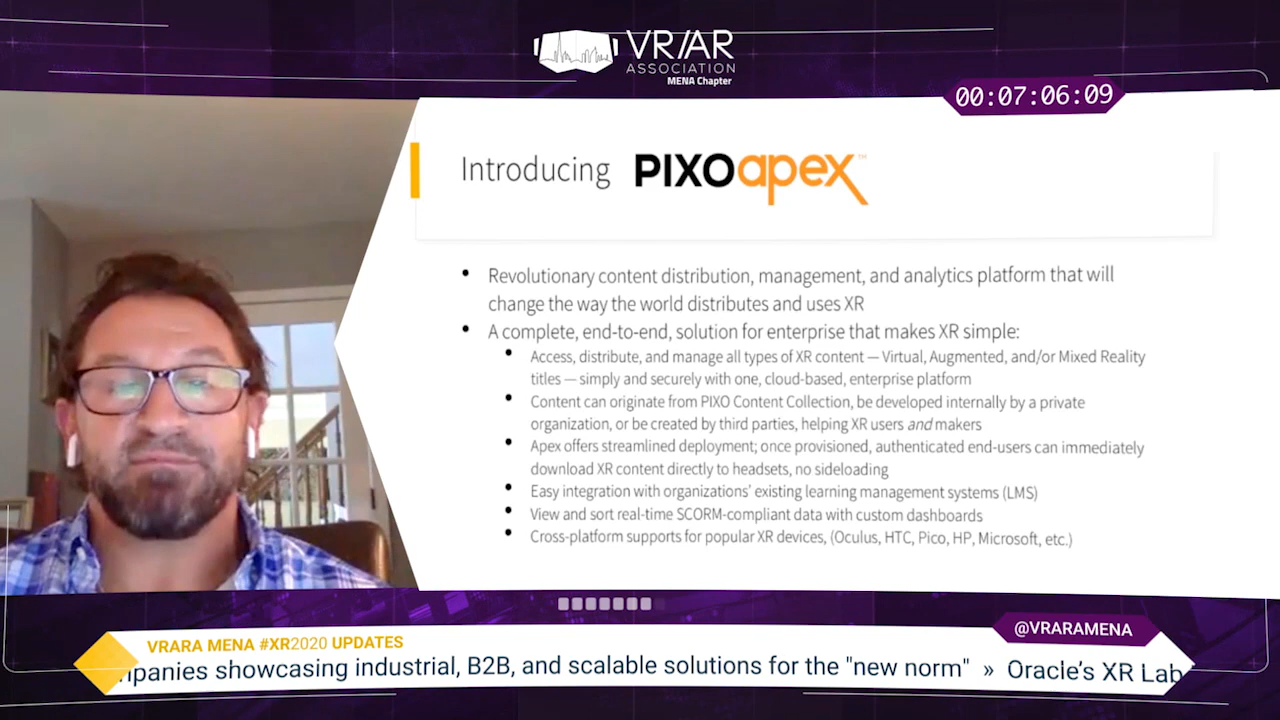 VR/AR
ASSOCIATION
MENA Chapter
00:07:06:09
Introducing PIXOapex™
• Revolutionary content distribution, management, and analytics platform that will
change the way the world distributes and uses XR
• A complete, end-to-end, solution for enterprise that makes XR simple:
• Access, distribute, and manage all types of XR content — Virtual, Augmented, and/or Mixed Reality
titles — simply and securely with one, cloud-based, enterprise platform
• Content can originate from PIXO Content Collection, be developed internally by a private
organization, or be created by third parties, helping XR users and makers
• Apex offers streamlined deployment; once provisioned, authenticated end-users can immediately
download XR content directly to headsets, no sideloading
• Easy integration with organizations' existing learning management systems (LMS)
• View and sort real-time SCORM-compliant data with custom dashboards
• Cross-platform supports for popular XR devices, (Oculus, HTC, Pico, HP, Microsoft, etc.)
@VRARAMENA
VRARA MENA #XR2020 UPDATES
mpanies showcasing industrial, B2B, and scalable solutions for the "new norm" » Oracle's XR Lab